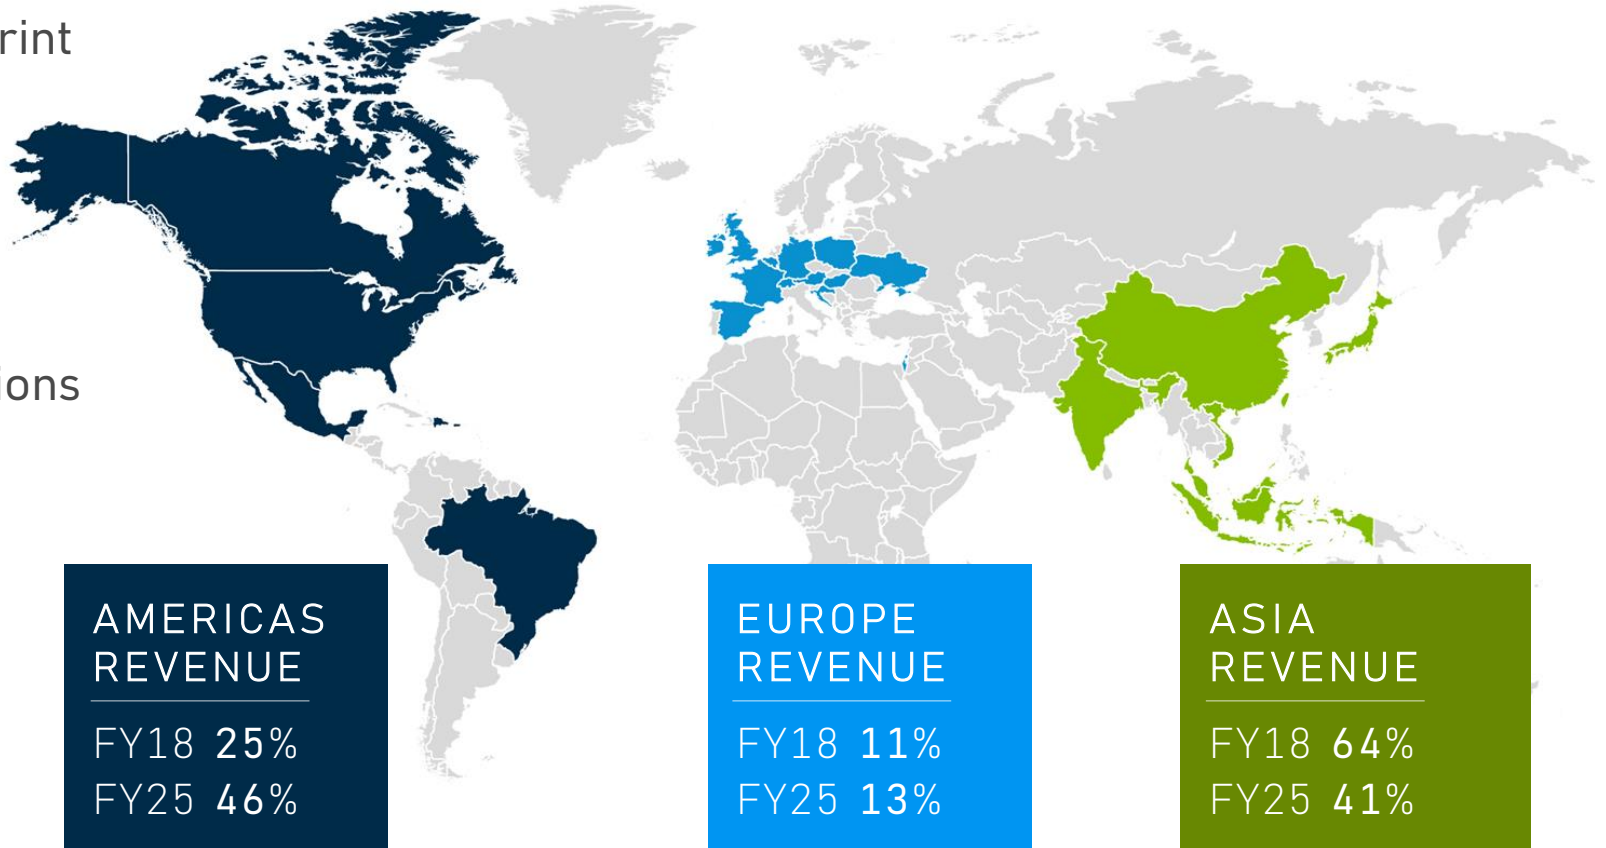 rint
ions
AMERICAS
REVENUE
FY18 25%
FY25 46%
EUROPE
REVENUE
FY18 11%
FY25 13%
ASIA
REVENUE
FY18 64%
FY25 41%